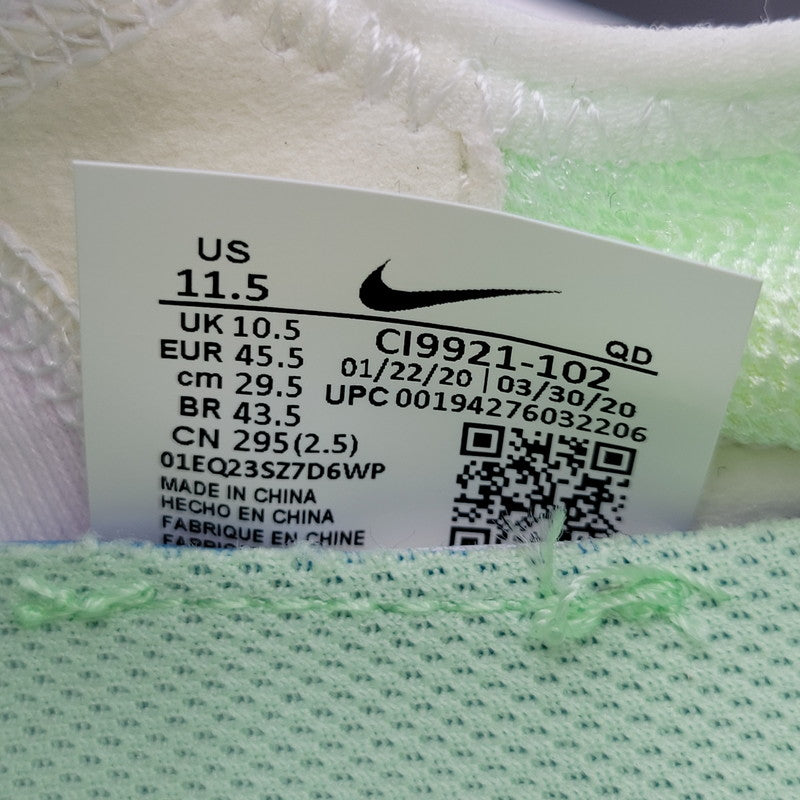 US
11.5
UK 10.5
EUR 45.5
cm 29.5
BR 43.5
CN 295(2.5)
01EQ23SZ7D6WP
MADE IN CHINA
HECHO EN CHINA
FABRIQUE EN CHINE
QD
CI9921-102
01/22/20 | 03/30/20
UPC 00194276032206